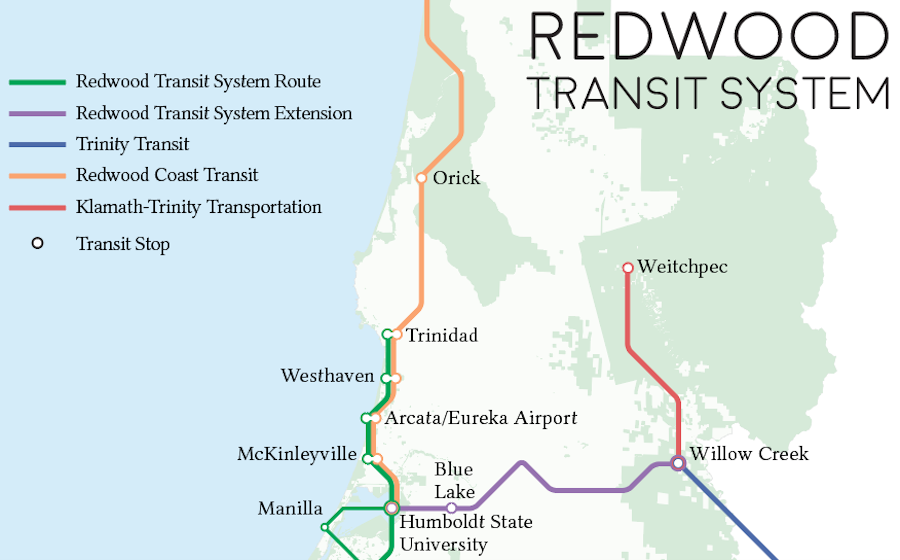 REDWOOD
TRANSIT SYSTEM
Redwood Transit System Route
Redwood Transit System Extension
Trinity Transit
Redwood Coast Transit
Klamath-Trinity Transportation
Transit Stop
Orick
Weitchpec
Trinidad
Westhaven
Arcata/Eureka Airport
McKinleyville
Willow Creek
Blue
Lake
Manilla
Humboldt State
University